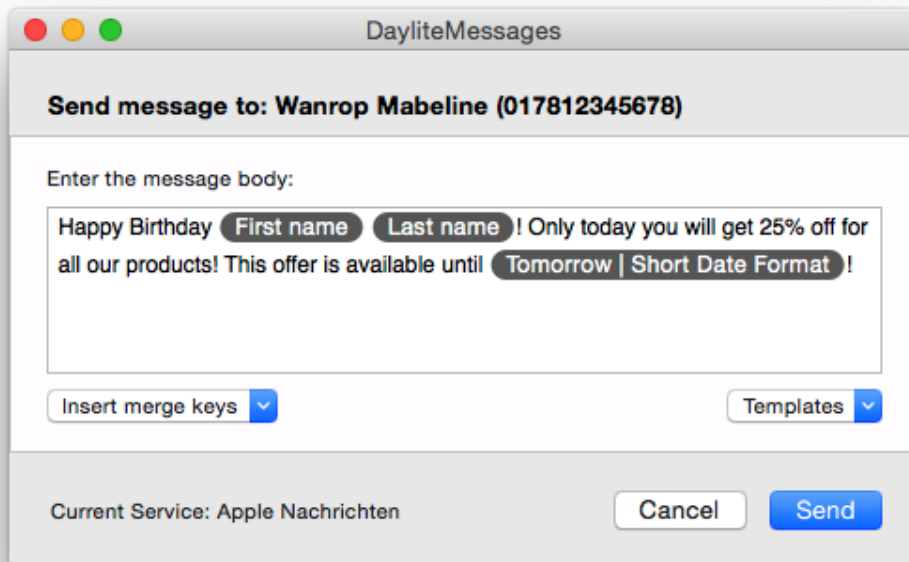 DayliteMessages
Send message to: Wanrop Mabeline (017812345678)
Enter the message body:
Happy Birthday First name Last name! Only today you will get 25% off for
all our products! This offer is available until Tomorrow | Short Date Format!
Insert merge keys
Templates
Current Service: Apple Nachrichten
Cancel
Send